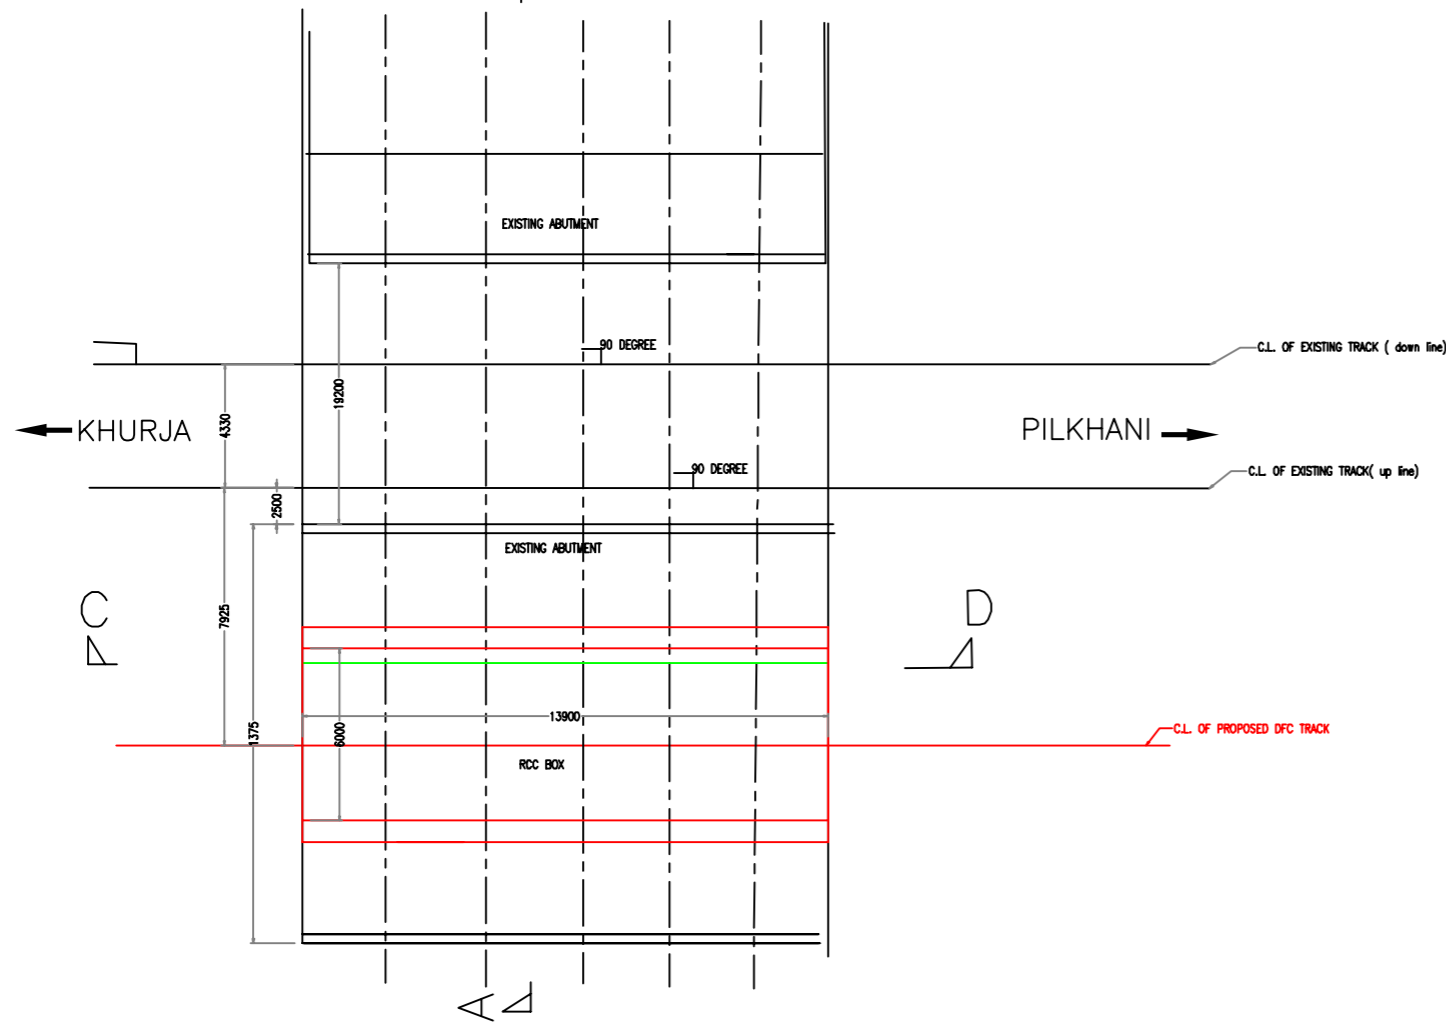 EXISTING ABUTMENT
90 DEGREE
C.L. OF EXISTING TRACK ( down line)
19200
4330
KHURJA
PILKHANI
90 DEGREE
C.L. OF EXISTING TRACK( up line)
2500
EXISTING ABUTMENT
C
D
7925
13900
1375
6000
C.L. OF PROPOSED DFC TRACK
RCC BOX
A